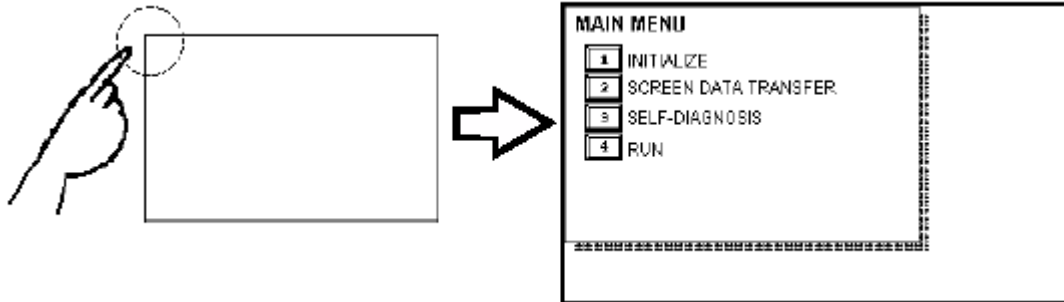 MAIN MENU
1 INITIALIZE
2 SCREEN DATA TRANSFER
3 SELF-DIAGNOSIS
4 RUN